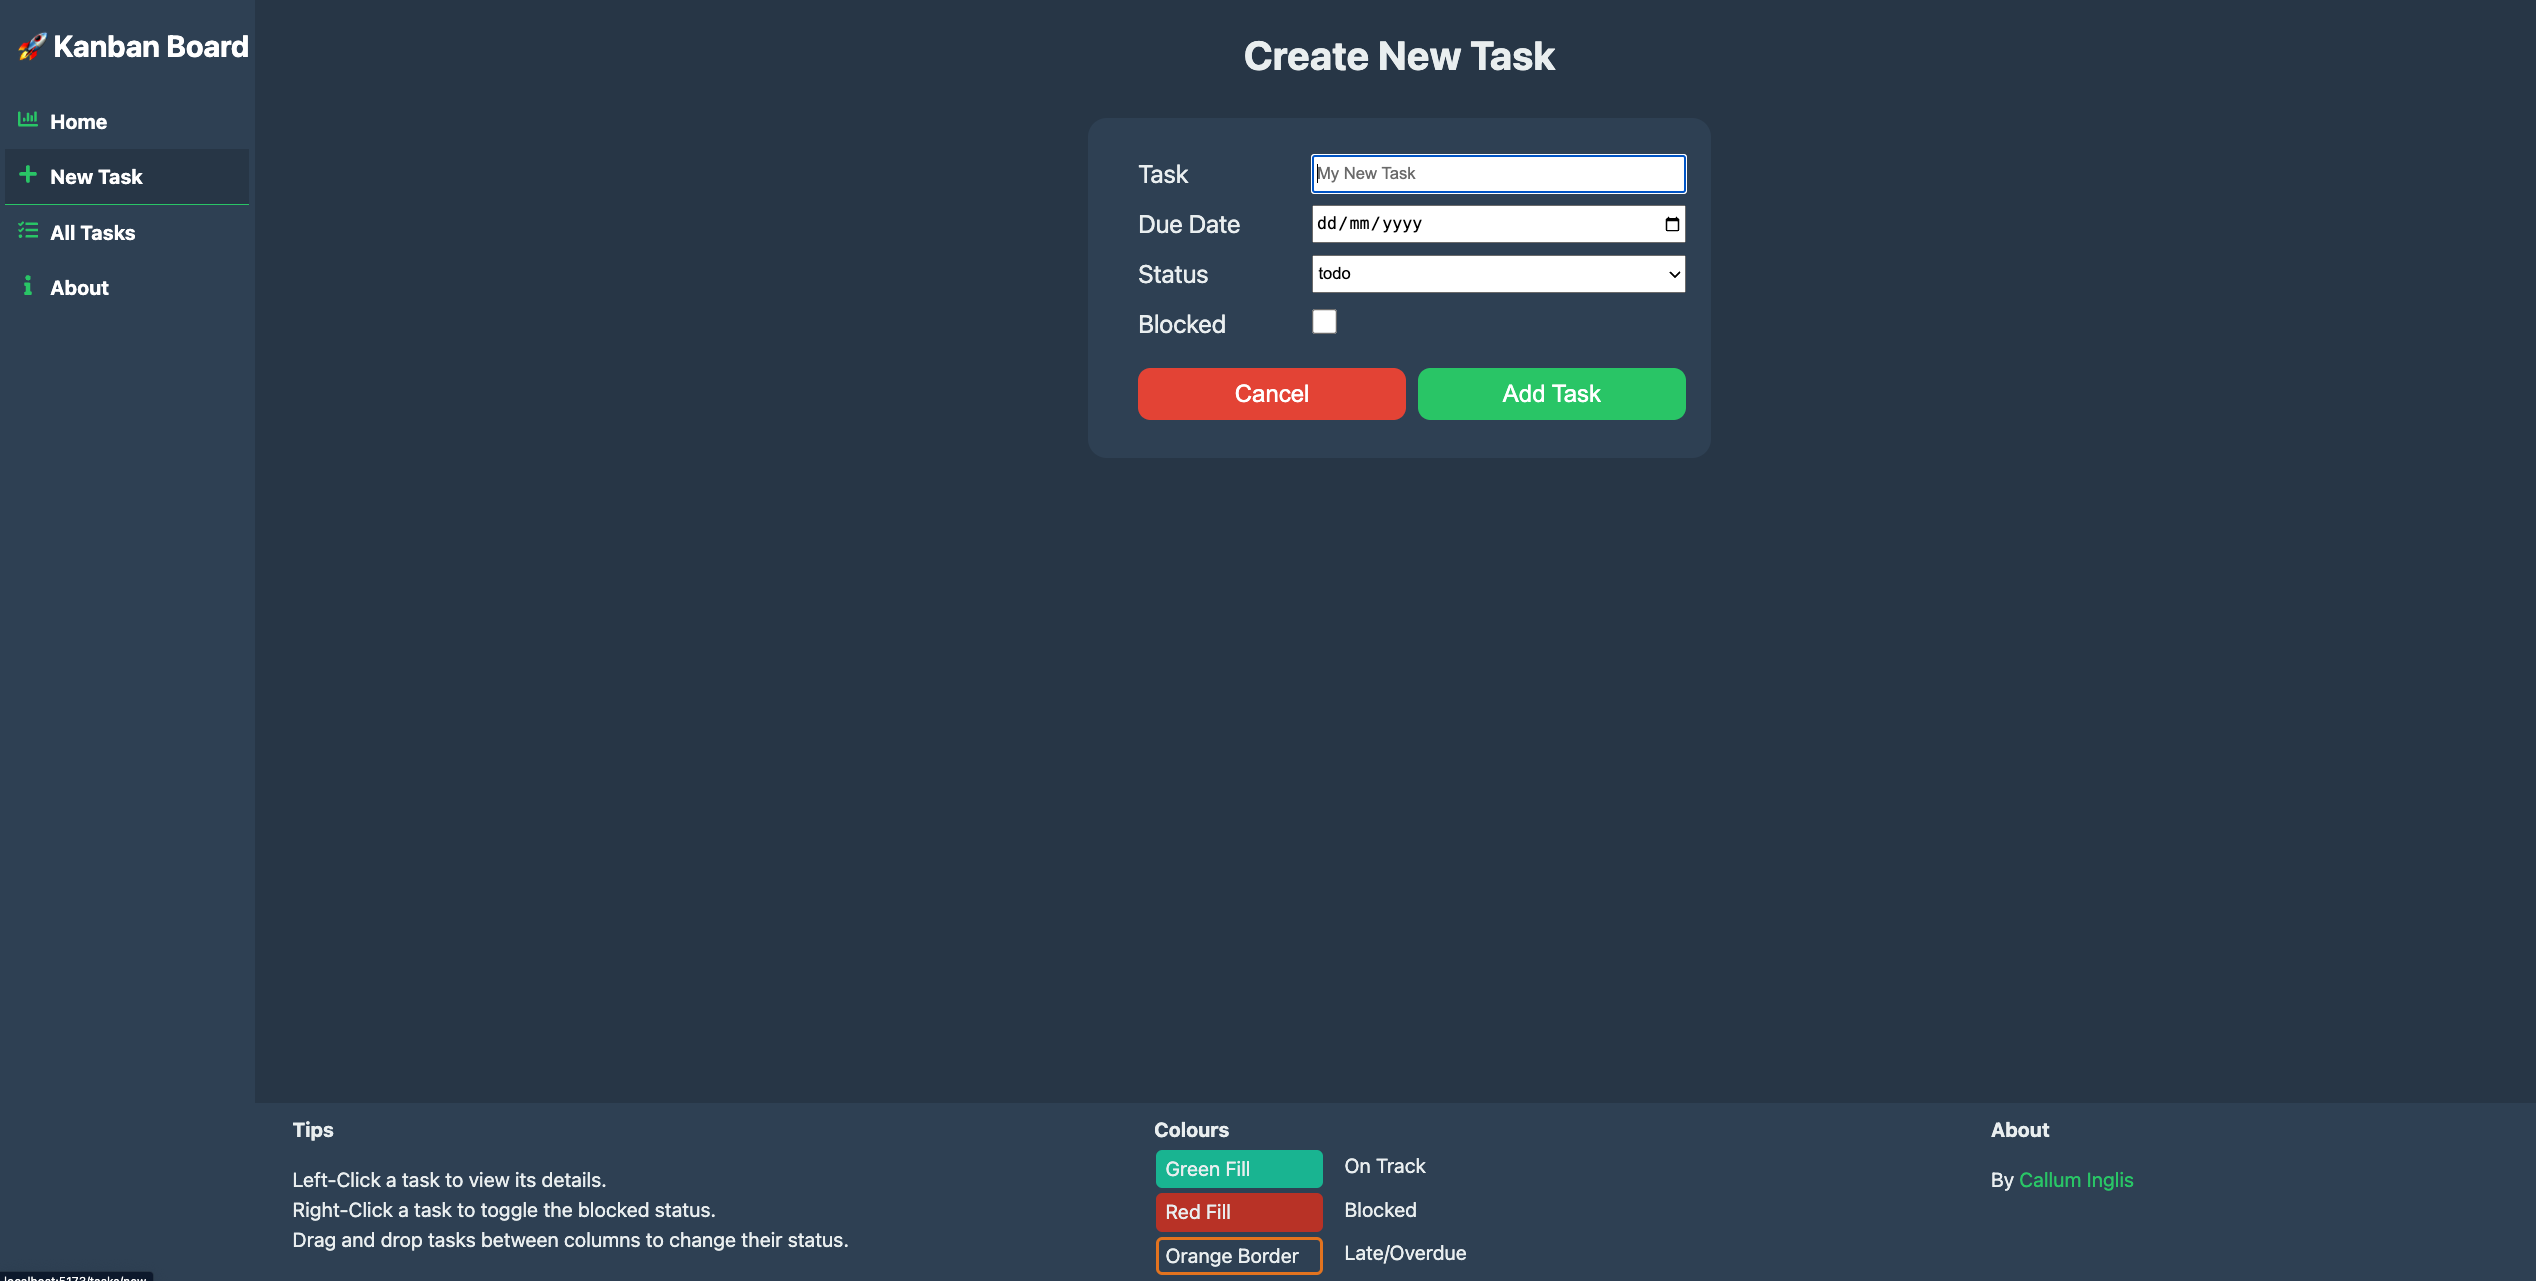 🚀 Kanban Board
Home
New Task
All Tasks
About
Create New Task
Task
My New Task
Due Date
dd/mm/yyyy
Status
todo
Blocked
Cancel
Add Task
Tips
Left-Click a task to view its details.
Right-Click a task to toggle the blocked status.
Drag and drop tasks between columns to change their status.
Colours
Green Fill On Track
Red Fill Blocked
Orange Border Late/Overdue
About
By Callum Inglis
localhost:5173/tasks/new